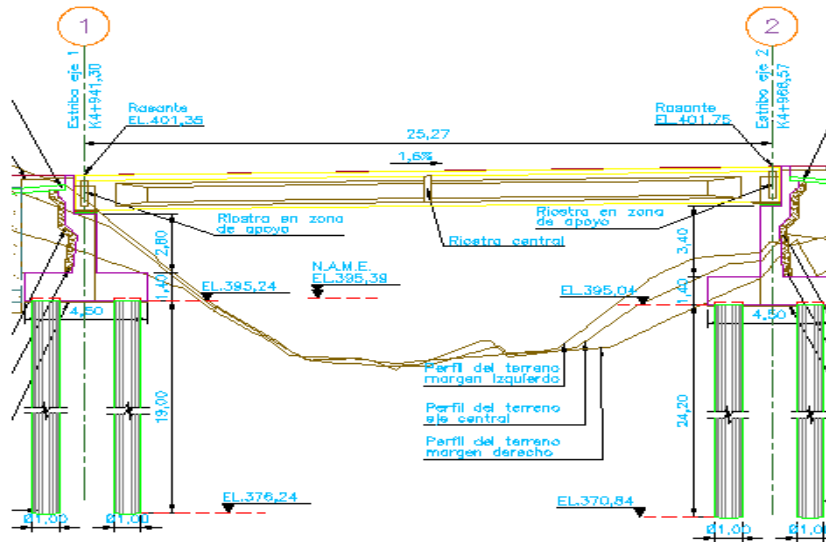 1
2
Estribo eje 1
K4+941,30
Estribo eje 2
K4+966,57
Rasante
EL.401,35
Rasante
EL.401,75
25,27
1,6%
Riostra en zona
de apoyo
Riostra en zona
de apoyo
Riostra central
2,80
3,40
N.A.M.E.
EL.395,39
EL.395,24
EL.395,04
1,40
1,40
4,50
4,50
Perfil del terreno
margen izquierdo
Perfil del terreno
eje central
Perfil del terreno
margen derecho
19,00
24,20
EL.376,24
EL.370,84
Ø1,00
Ø1,00
Ø1,00
Ø1,00